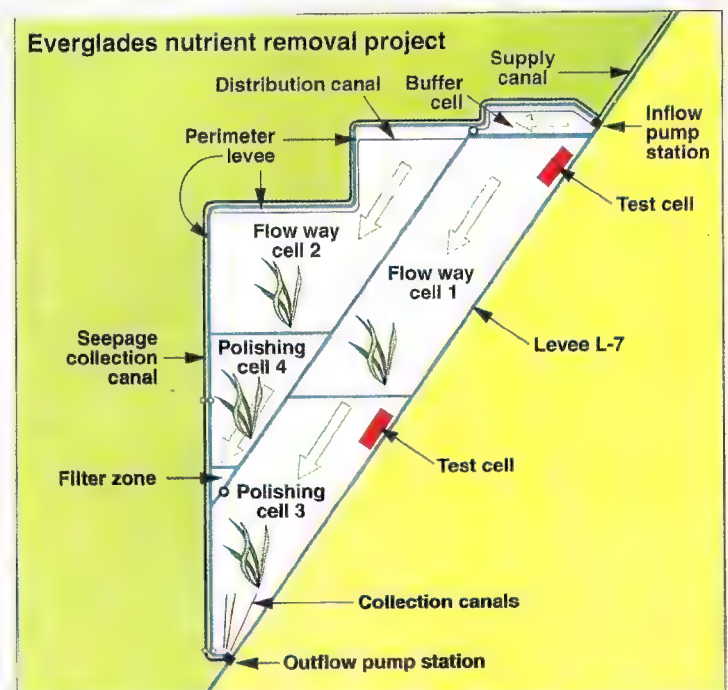 Everglades nutrient removal project
Supply
canal
Distribution canal
Buffer
cell
Inflow
pump
station
Perimeter
levee
Test cell
Flow way
cell 2
Flow way
cell 1
Seepage
collection
canal
Polishing
cell 4
Levee L-7
Test cell
Filter zone
Polishing
cell 3
Collection canals
Outflow pump station